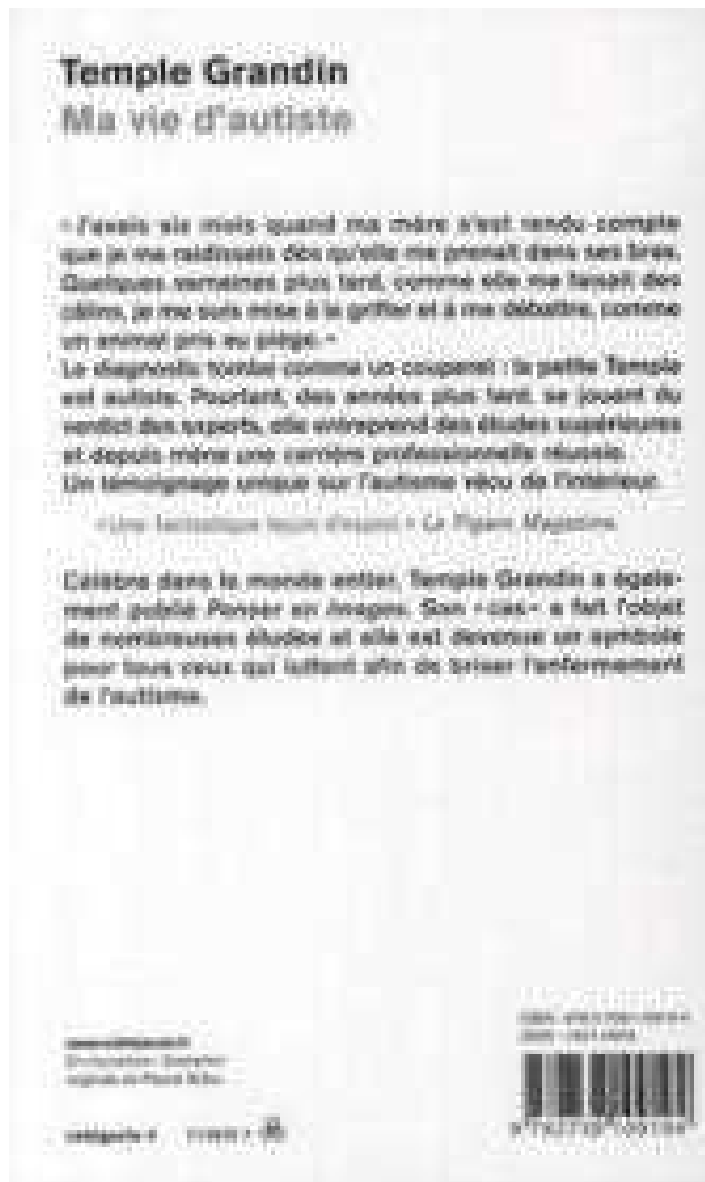 Temple Grandin
Ma vie d'autiste
« J'avais six mois quand ma mère s'est rendu compte
que je me raidissais dès qu'elle me prenait dans ses bras.
Quelques semaines plus tard, comme elle me faisait des
câlins, je me suis mise à la griffer et à me débattre, comme
un animal pris au piège. »
Le diagnostic tombe comme un couperet : la petite Temple
est autiste. Pourtant, des années plus tard, se jouant du
verdict des experts, elle entreprend des études supérieures
et depuis mène une carrière professionnelle réussie.
Un témoignage unique sur l'autisme vécu de l'intérieur.
« Une fantastique leçon d'espoir » Le Figaro Magazine
Célèbre dans le monde entier, Temple Grandin a égale-
ment publié Penser en images. Son « cas » a fait l'objet
de nombreuses études et elle est devenue un symbole
pour tous ceux qui luttent afin de briser l'enfermement
de l'autisme.
ISBN